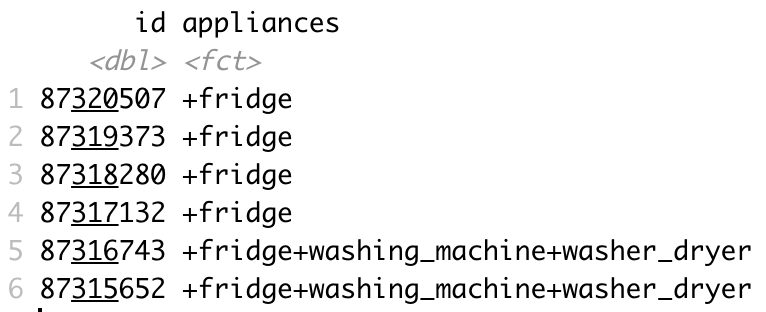 id appliances
<dbl> <fct>
1 87320507 +fridge
2 87319373 +fridge
3 87318280 +fridge
4 87317132 +fridge
5 87316743 +fridge+washing_machine+washer_dryer
6 87315652 +fridge+washing_machine+washer_dryer